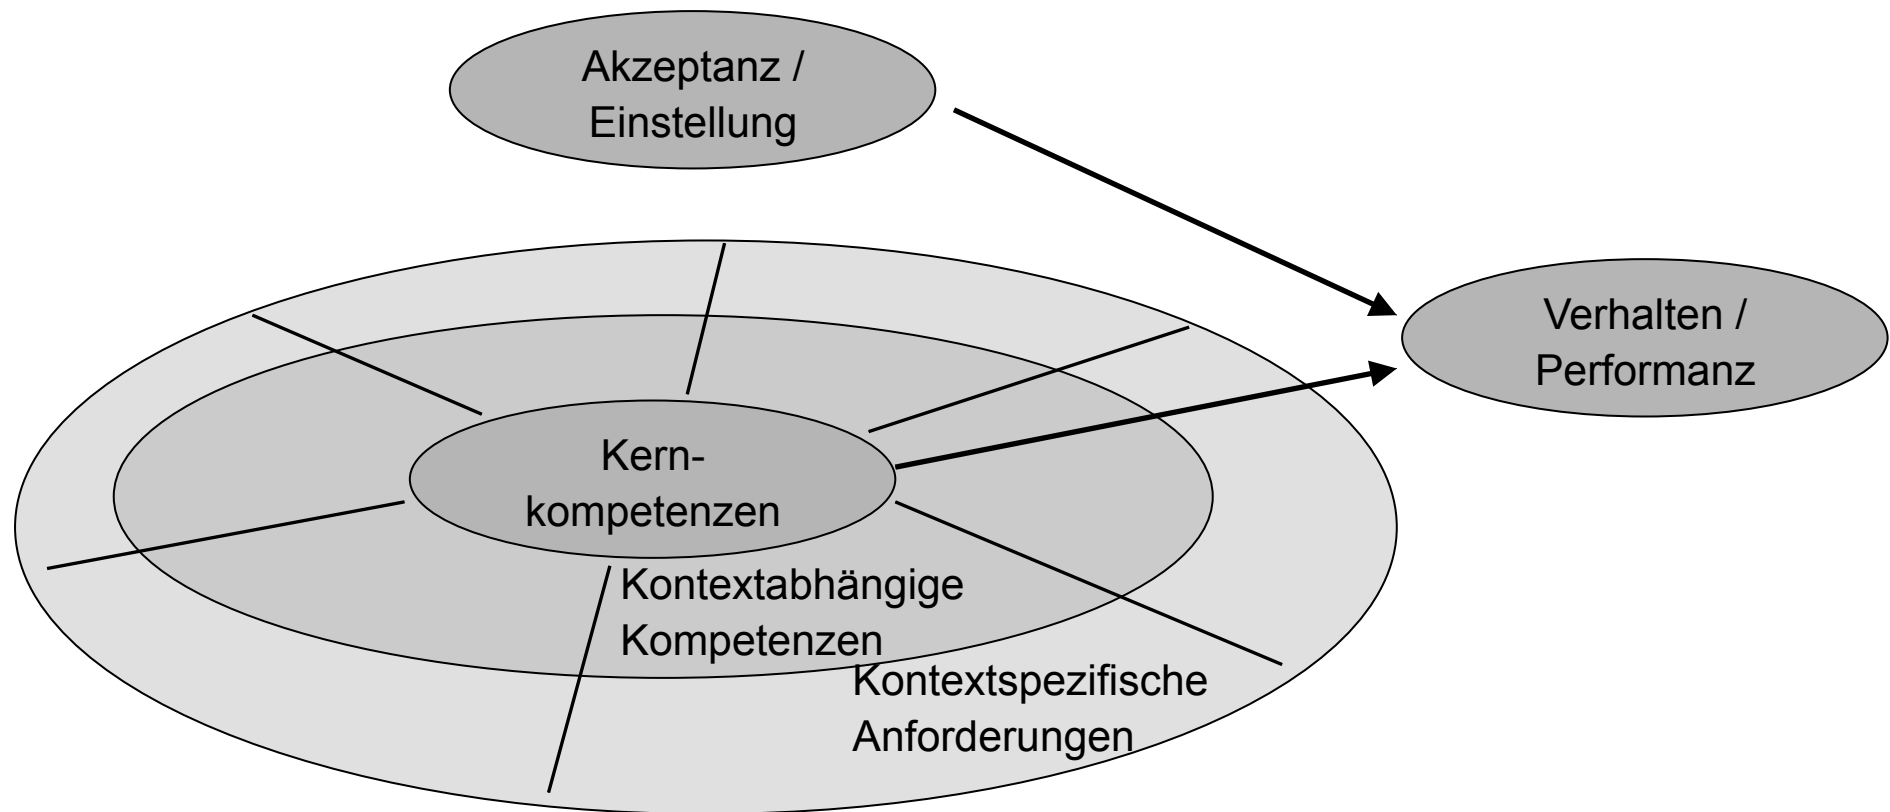 Akzeptanz /
Einstellung
Verhalten /
Performanz
Kern-
kompetenzen
Kontextabhängige
Kompetenzen
Kontextspezifische
Anforderungen